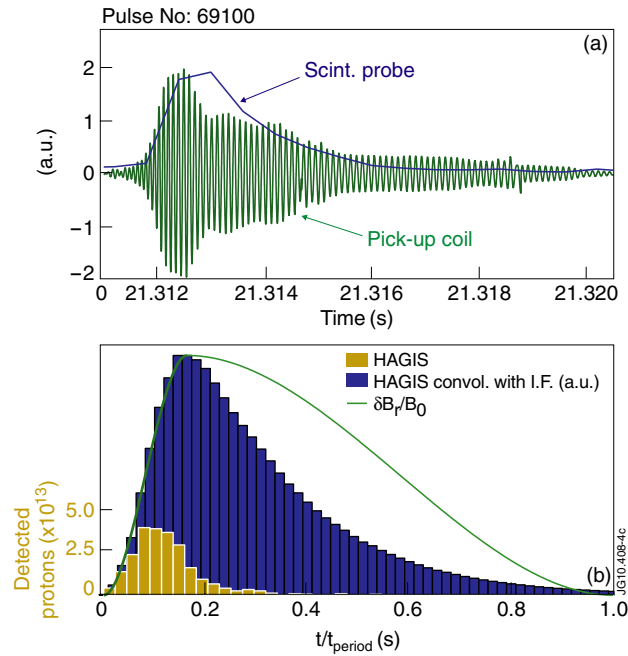 Pulse No: 69100
(a)
Scint. probe
Pick-up coil
(a.u.)
2
1
0
−1
−2
0 21.312 21.314 21.316 21.318 21.320
Time (s)
HAGIS
HAGIS convol. with I.F. (a.u.)
δB_r/B_0
Detected
protons (x10^13)
5.0
2.5
0
(b)
JG10.408-4c
0 0.2 0.4 0.6 0.8 1.0
t/t_period (s)